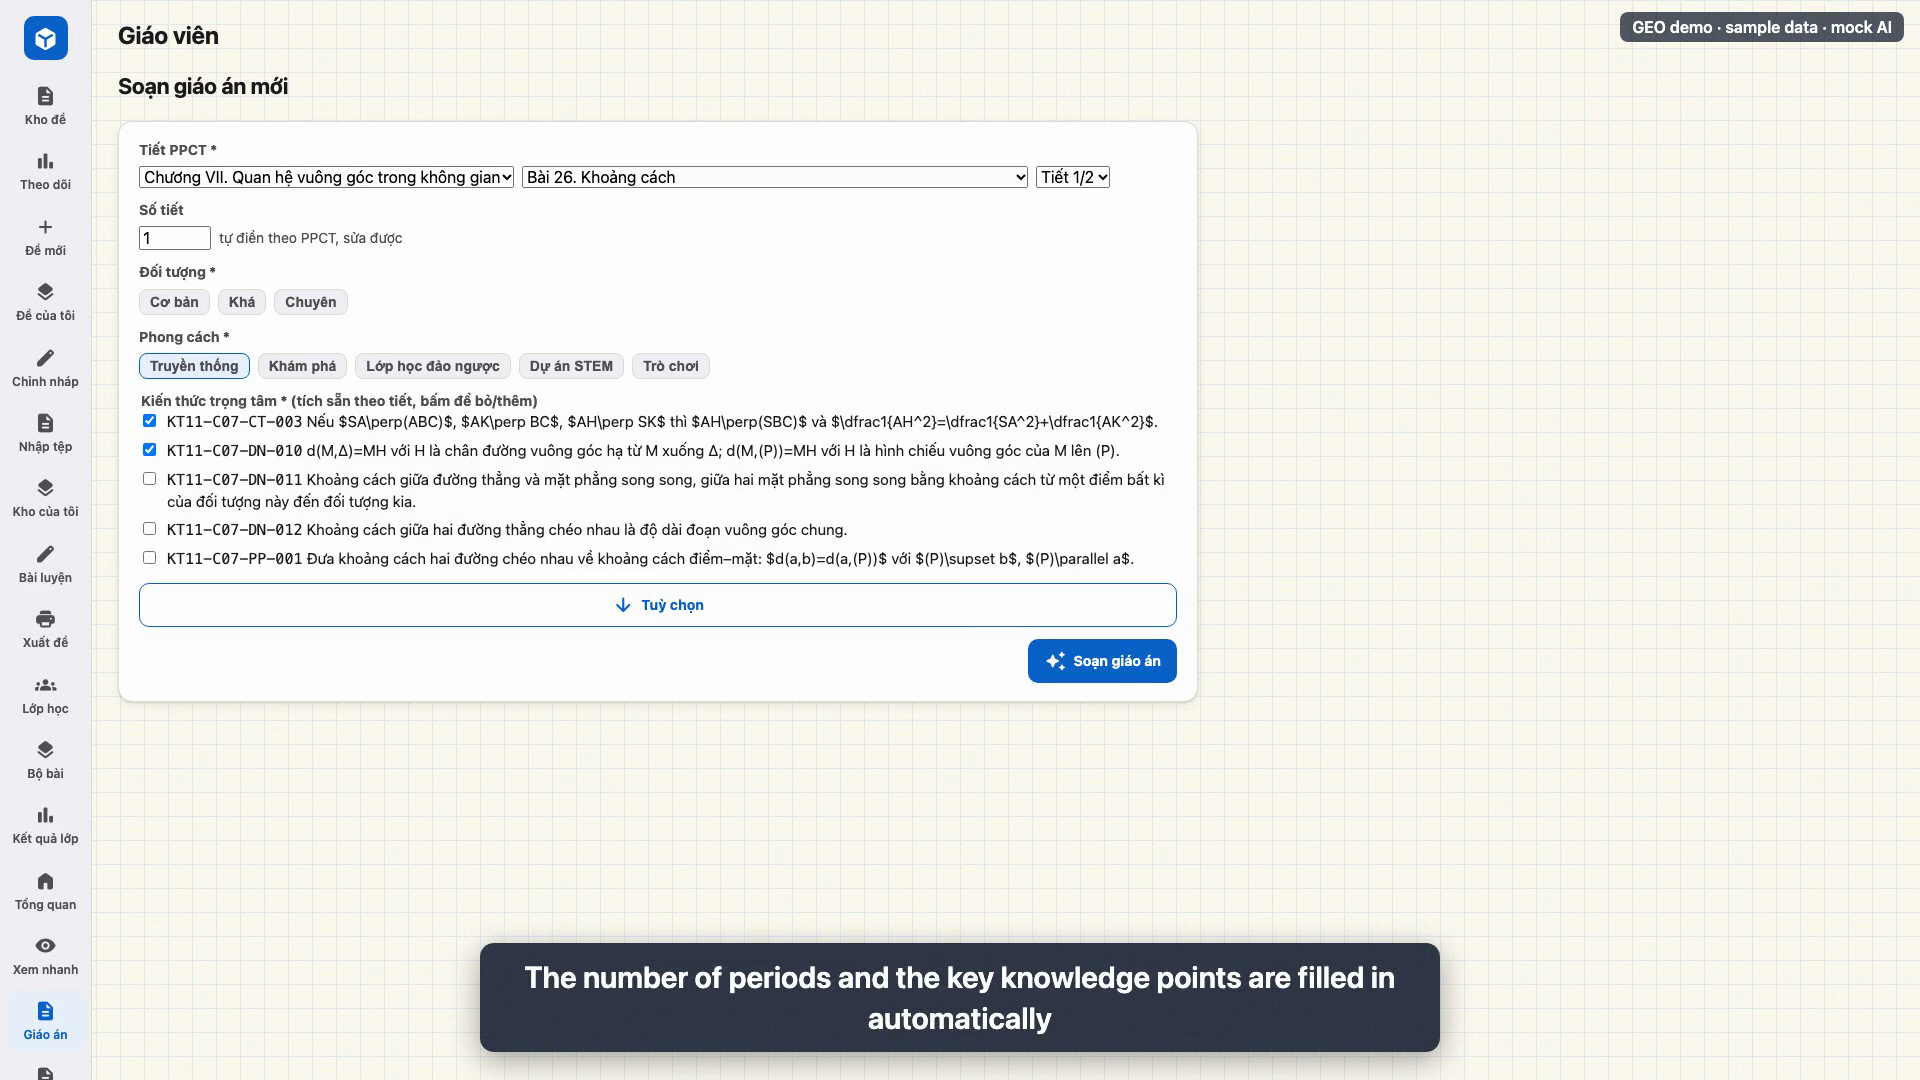 Giáo viên
GEO demo · sample data · mock AI
Soạn giáo án mới
Kho đề
Theo dõi
Đề mới
Đề của tôi
Chỉnh nháp
Nhập tệp
Kho của tôi
Bài luyện
Xuất đề
Lớp học
Bộ bài
Kết quả lớp
Tổng quan
Xem nhanh
Giáo án
Tiết PPCT *
Chương VII. Quan hệ vuông góc trong không gian Bài 26. Khoảng cách Tiết 1/2
Số tiết
1 tự điền theo PPCT, sửa được
Đối tượng *
Cơ bản Khá Chuyên
Phong cách *
Truyền thống Khám phá Lớp học đảo ngược Dự án STEM Trò chơi
Kiến thức trọng tâm * (tích sẵn theo tiết, bấm để bỏ/thêm)
KT11-C07-CT-003 Nếu $SA\perp(ABC)$, $AK\perp BC$, $AH\perp SK$ thì $AH\perp(SBC)$ và $\dfrac1{AH^2}=\dfrac1{SA^2}+\dfrac1{AK^2}$.
KT11-C07-DN-010 d(M,Δ)=MH với H là chân đường vuông góc hạ từ M xuống Δ; d(M,(P))=MH với H là hình chiếu vuông góc của M lên (P).
KT11-C07-DN-011 Khoảng cách giữa đường thẳng và mặt phẳng song song, giữa hai mặt phẳng song song bằng khoảng cách từ một điểm bất kì
của đối tượng này đến đối tượng kia.
KT11-C07-DN-012 Khoảng cách giữa hai đường thẳng chéo nhau là độ dài đoạn vuông góc chung.
KT11-C07-PP-001 Đưa khoảng cách hai đường chéo nhau về khoảng cách điểm–mặt: $d(a,b)=d(a,(P))$ với $(P)\supset b$, $(P)\parallel a$.
Tuỳ chọn
Soạn giáo án
The number of periods and the key knowledge points are filled in
automatically